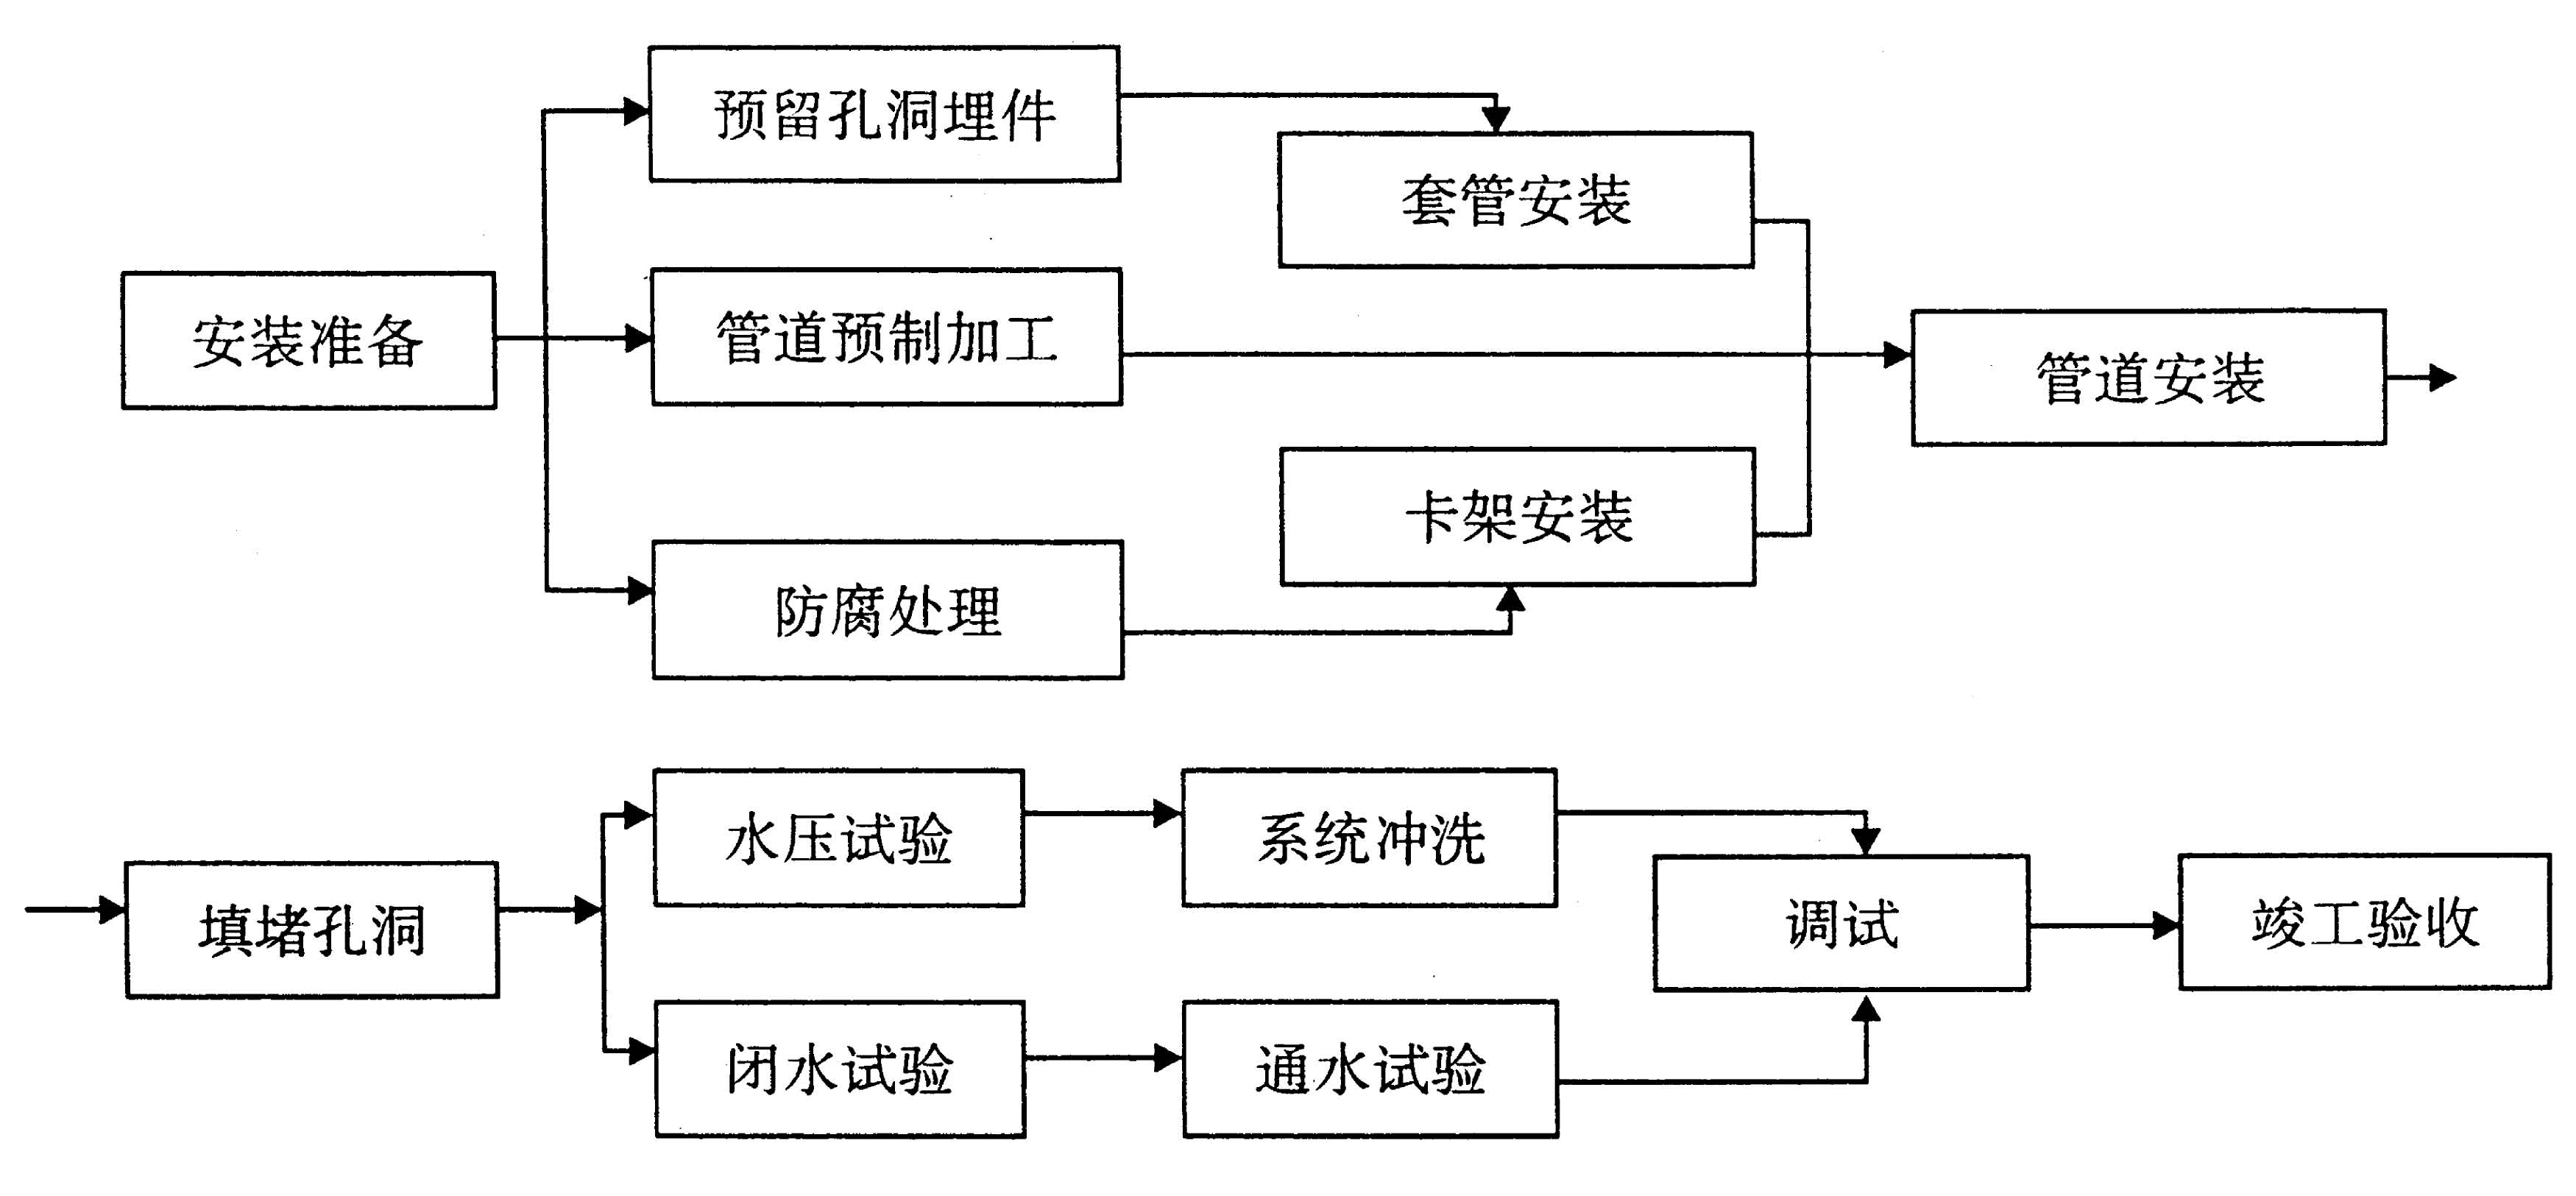 预留孔洞埋件
套管安装
安装准备
管道预制加工
管道安装
卡架安装
防腐处理
水压试验
系统冲洗
填堵孔洞
调试
竣工验收
闭水试验
通水试验